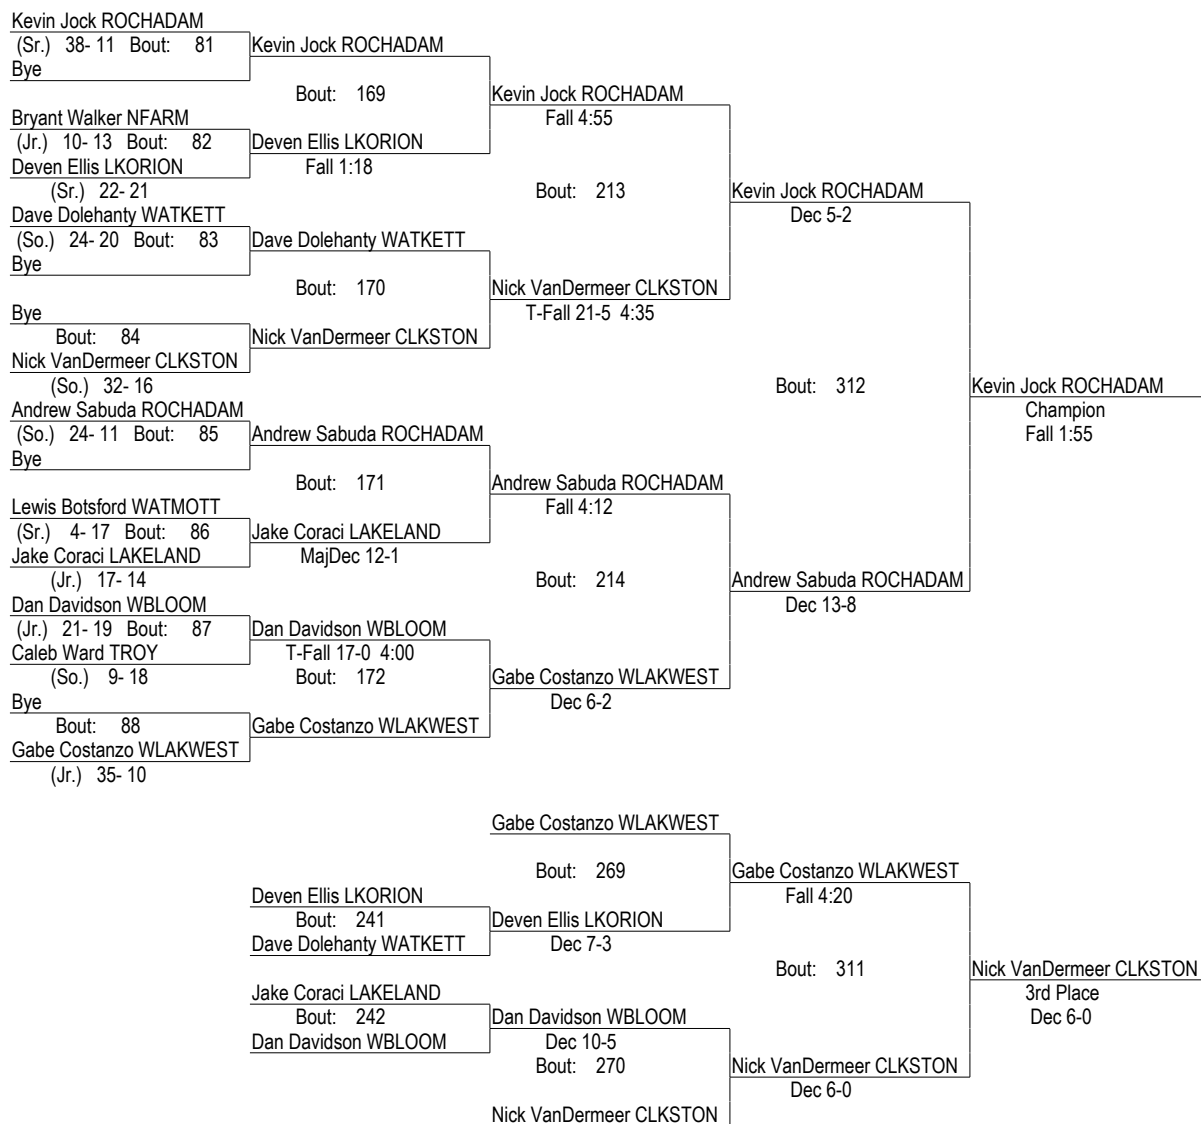 Kevin Jock ROCHADAM
(Sr.) 38- 11 Bout: 81 Kevin Jock ROCHADAM
Bye
Bout: 169 Kevin Jock ROCHADAM
Bryant Walker NFARM Fall 4:55
(Jr.) 10- 13 Bout: 82 Deven Ellis LKORION
Deven Ellis LKORION Fall 1:18
(Sr.) 22- 21 Bout: 213 Kevin Jock ROCHADAM
Dave Dolehanty WATKETT Dec 5-2
(So.) 24- 20 Bout: 83 Dave Dolehanty WATKETT
Bye
Bout: 170 Nick VanDermeer CLKSTON
Bye T-Fall 21-5 4:35
Bout: 84 Nick VanDermeer CLKSTON
Nick VanDermeer CLKSTON
(So.) 32- 16 Bout: 312 Kevin Jock ROCHADAM
Andrew Sabuda ROCHADAM Champion
(So.) 24- 11 Bout: 85 Andrew Sabuda ROCHADAM Fall 1:55
Bye
Bout: 171 Andrew Sabuda ROCHADAM
Lewis Botsford WATMOTT Fall 4:12
(Sr.) 4- 17 Bout: 86 Jake Coraci LAKELAND
Jake Coraci LAKELAND MajDec 12-1
(Jr.) 17- 14 Bout: 214 Andrew Sabuda ROCHADAM
Dan Davidson WBLOOM Dec 13-8
(Jr.) 21- 19 Bout: 87 Dan Davidson WBLOOM
Caleb Ward TROY T-Fall 17-0 4:00
(So.) 9- 18 Bout: 172 Gabe Costanzo WLAKWEST
Bye Dec 6-2
Bout: 88 Gabe Costanzo WLAKWEST
Gabe Costanzo WLAKWEST
(Jr.) 35- 10
Gabe Costanzo WLAKWEST
Bout: 269 Gabe Costanzo WLAKWEST
Deven Ellis LKORION Fall 4:20
Bout: 241 Deven Ellis LKORION
Dave Dolehanty WATKETT Dec 7-3
Bout: 311 Nick VanDermeer CLKSTON
Jake Coraci LAKELAND 3rd Place
Bout: 242 Dan Davidson WBLOOM Dec 6-0
Dan Davidson WBLOOM Dec 10-5
Bout: 270 Nick VanDermeer CLKSTON
Dec 6-0
Nick VanDermeer CLKSTON